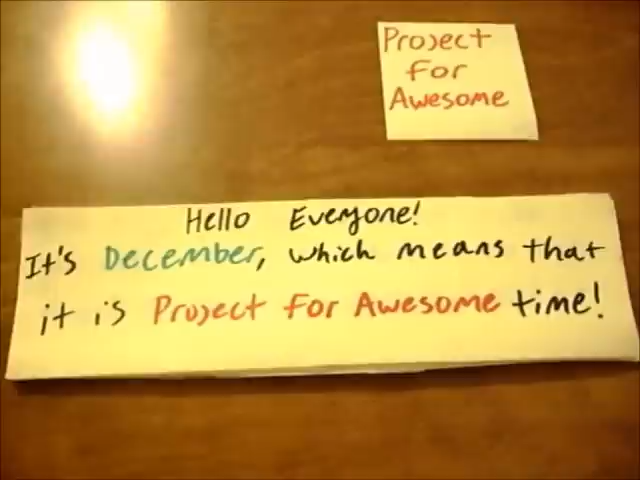 Project
For
Awesome
Hello Everyone!
It's December, which means that
it is Project For Awesome time!